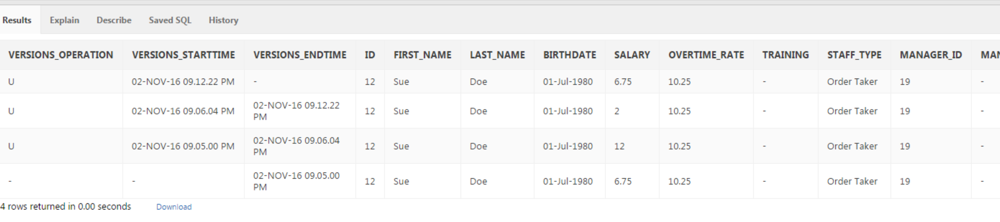 Results Explain Describe Saved SQL History
VERSIONS_OPERATION VERSIONS_STARTTIME VERSIONS_ENDTIME ID FIRST_NAME LAST_NAME BIRTHDATE SALARY OVERTIME_RATE TRAINING STAFF_TYPE MANAGER_ID MAN
U 02-NOV-16 09.12.22 PM - 12 Sue Doe 01-Jul-1980 6.75 10.25 - Order Taker 19 -
U 02-NOV-16 09.06.04 PM 02-NOV-16 09.12.22 PM 12 Sue Doe 01-Jul-1980 2 10.25 - Order Taker 19 -
U 02-NOV-16 09.05.00 PM 02-NOV-16 09.06.04 PM 12 Sue Doe 01-Jul-1980 12 10.25 - Order Taker 19 -
- - 02-NOV-16 09.05.00 PM 12 Sue Doe 01-Jul-1980 6.75 10.25 - Order Taker 19 -
4 rows returned in 0.00 seconds Download